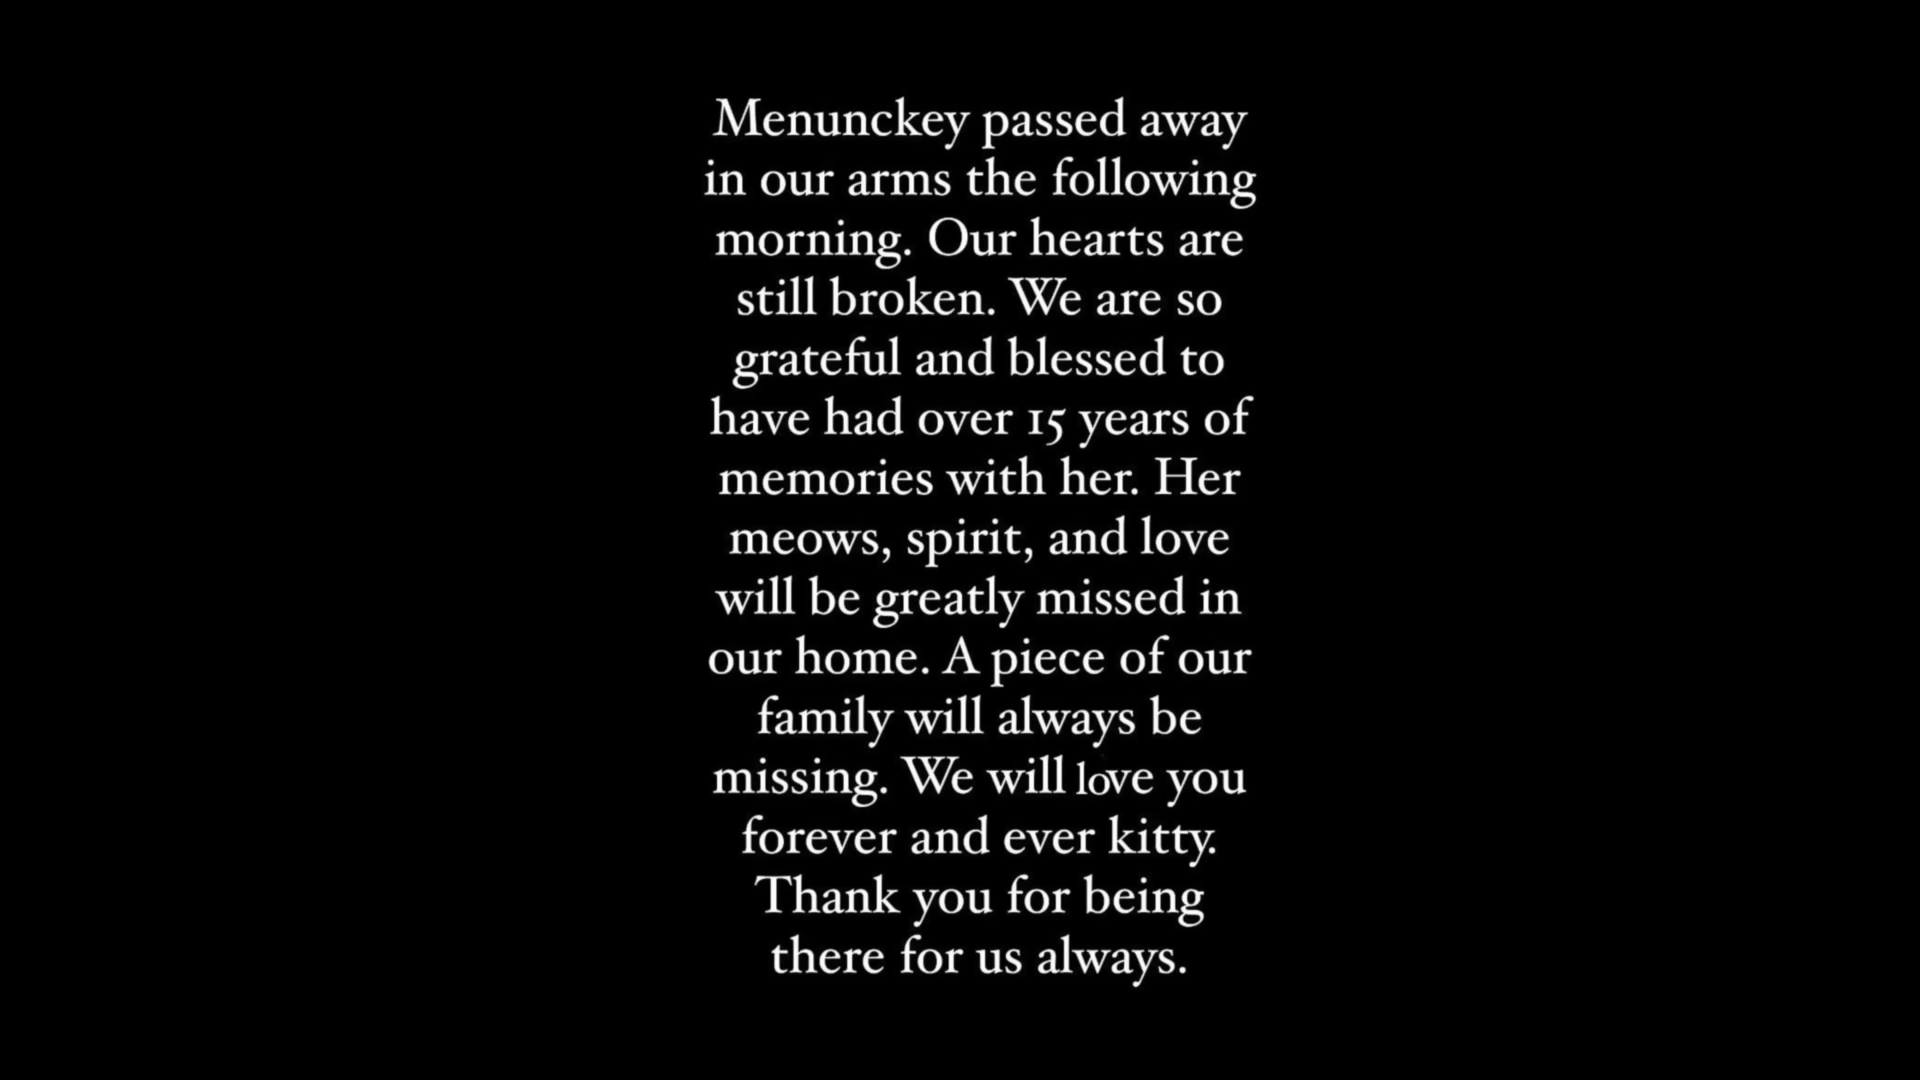 Menunckey passed away
in our arms the following
morning. Our hearts are
still broken. We are so
grateful and blessed to
have had over 15 years of
memories with her. Her
meows, spirit, and love
will be greatly missed in
our home. A piece of our
family will always be
missing. We will love you
forever and ever kitty.
Thank you for being
there for us always.